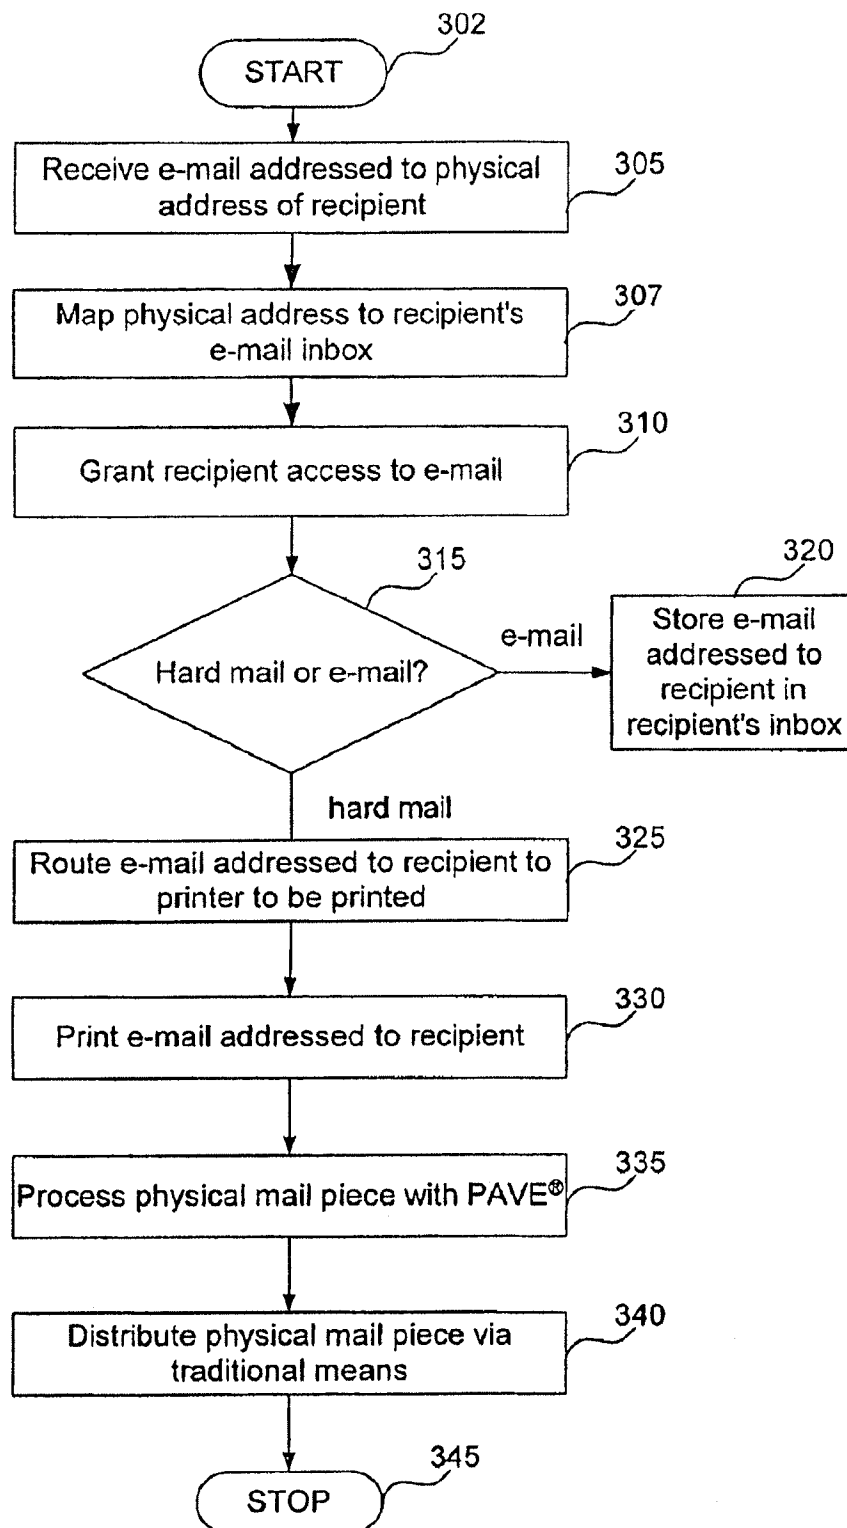 302
START
Receive e-mail addressed to physical
address of recipient
305
Map physical address to recipient's
e-mail inbox
307
Grant recipient access to e-mail
310
315
Hard mail or e-mail?
e-mail
320
Store e-mail
addressed to
recipient in
recipient's inbox
hard mail
Route e-mail addressed to recipient to
printer to be printed
325
Print e-mail addressed to recipient
330
Process physical mail piece with PAVE®
335
Distribute physical mail piece via
traditional means
340
STOP
345